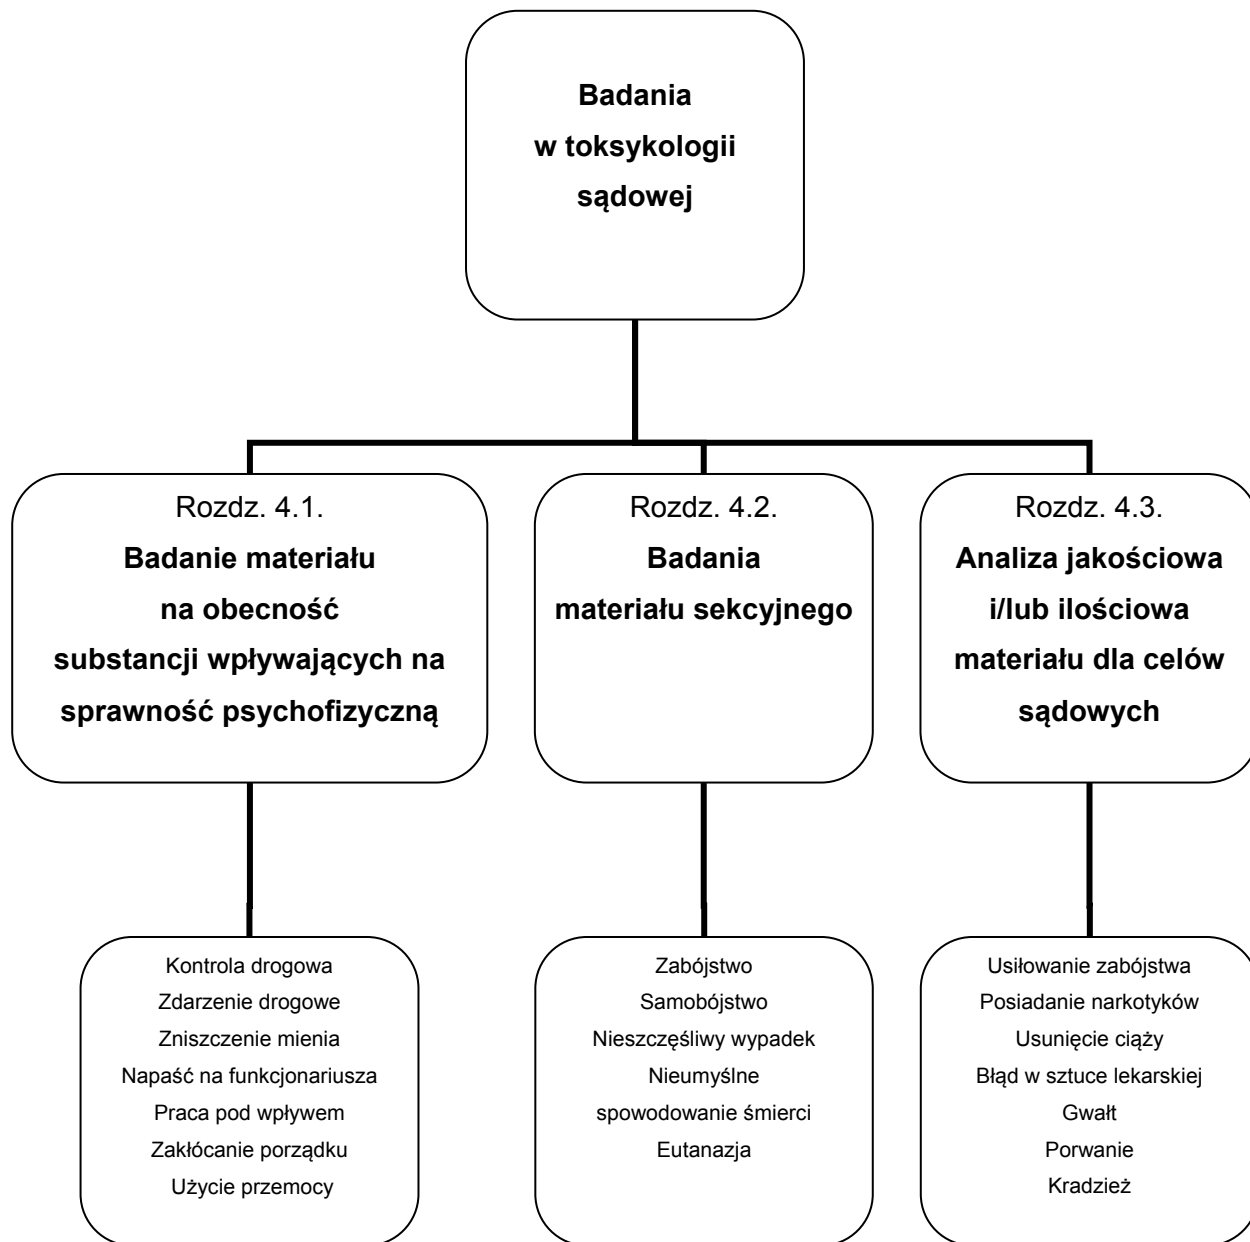 Badania
w toksykologii
sądowej
Rozdz. 4.1.
Badanie materiału
na obecność
substancji wpływających na
sprawność psychofizyczną
Rozdz. 4.2.
Badania
materiału sekcyjnego
Rozdz. 4.3.
Analiza jakościowa
i/lub ilościowa
materiału dla celów
sądowych
Kontrola drogowa
Zdarzenie drogowe
Zniszczenie mienia
Napaść na funkcjonariusza
Praca pod wpływem
Zakłócanie porządku
Użycie przemocy
Zabójstwo
Samobójstwo
Nieszczęśliwy wypadek
Nieumyślne
spowodowanie śmierci
Eutanazja
Usiłowanie zabójstwa
Posiadanie narkotyków
Usunięcie ciąży
Błąd w sztuce lekarskiej
Gwałt
Porwanie
Kradzież